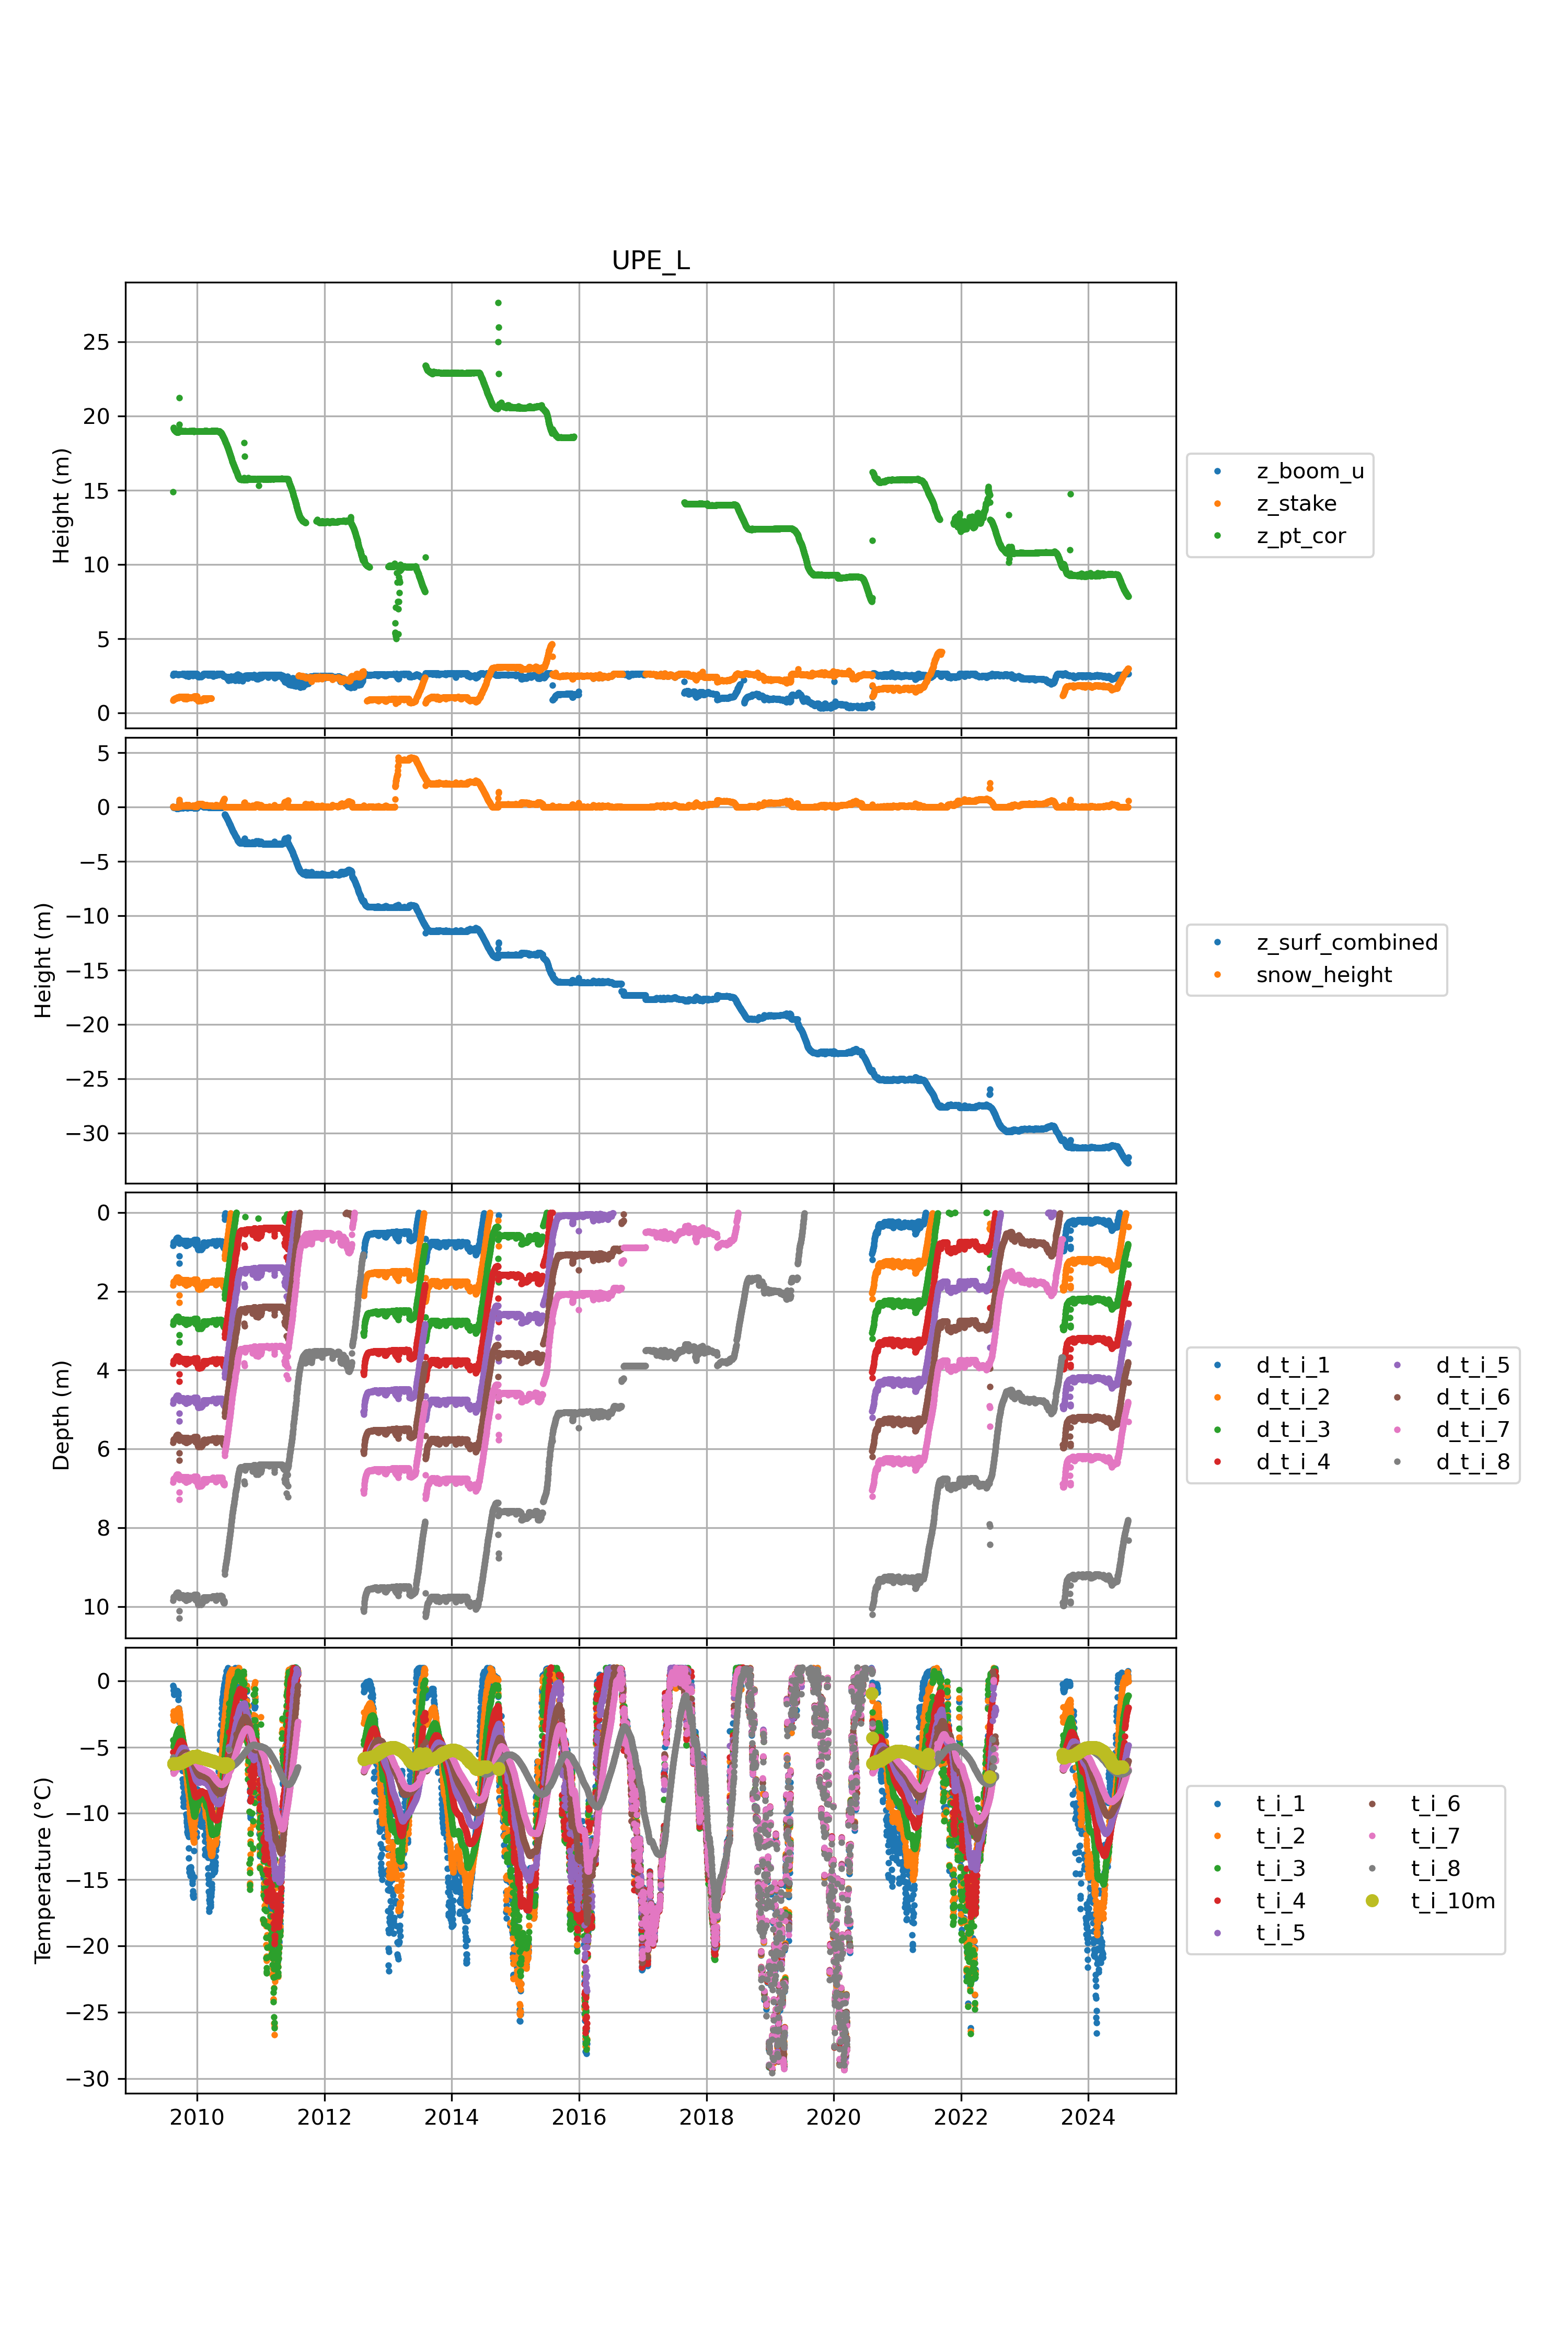 UPE_L
Height (m)
25
20
15
10
5
0
z_boom_u
z_stake
z_pt_cor
Height (m)
5
0
−5
−10
−15
−20
−25
−30
z_surf_combined
snow_height
Depth (m)
0
2
4
6
8
10
d_t_i_1 d_t_i_5
d_t_i_2 d_t_i_6
d_t_i_3 d_t_i_7
d_t_i_4 d_t_i_8
Temperature (°C)
0
−5
−10
−15
−20
−25
−30
t_i_1 t_i_6
t_i_2 t_i_7
t_i_3 t_i_8
t_i_4 t_i_10m
t_i_5
2010 2012 2014 2016 2018 2020 2022 2024